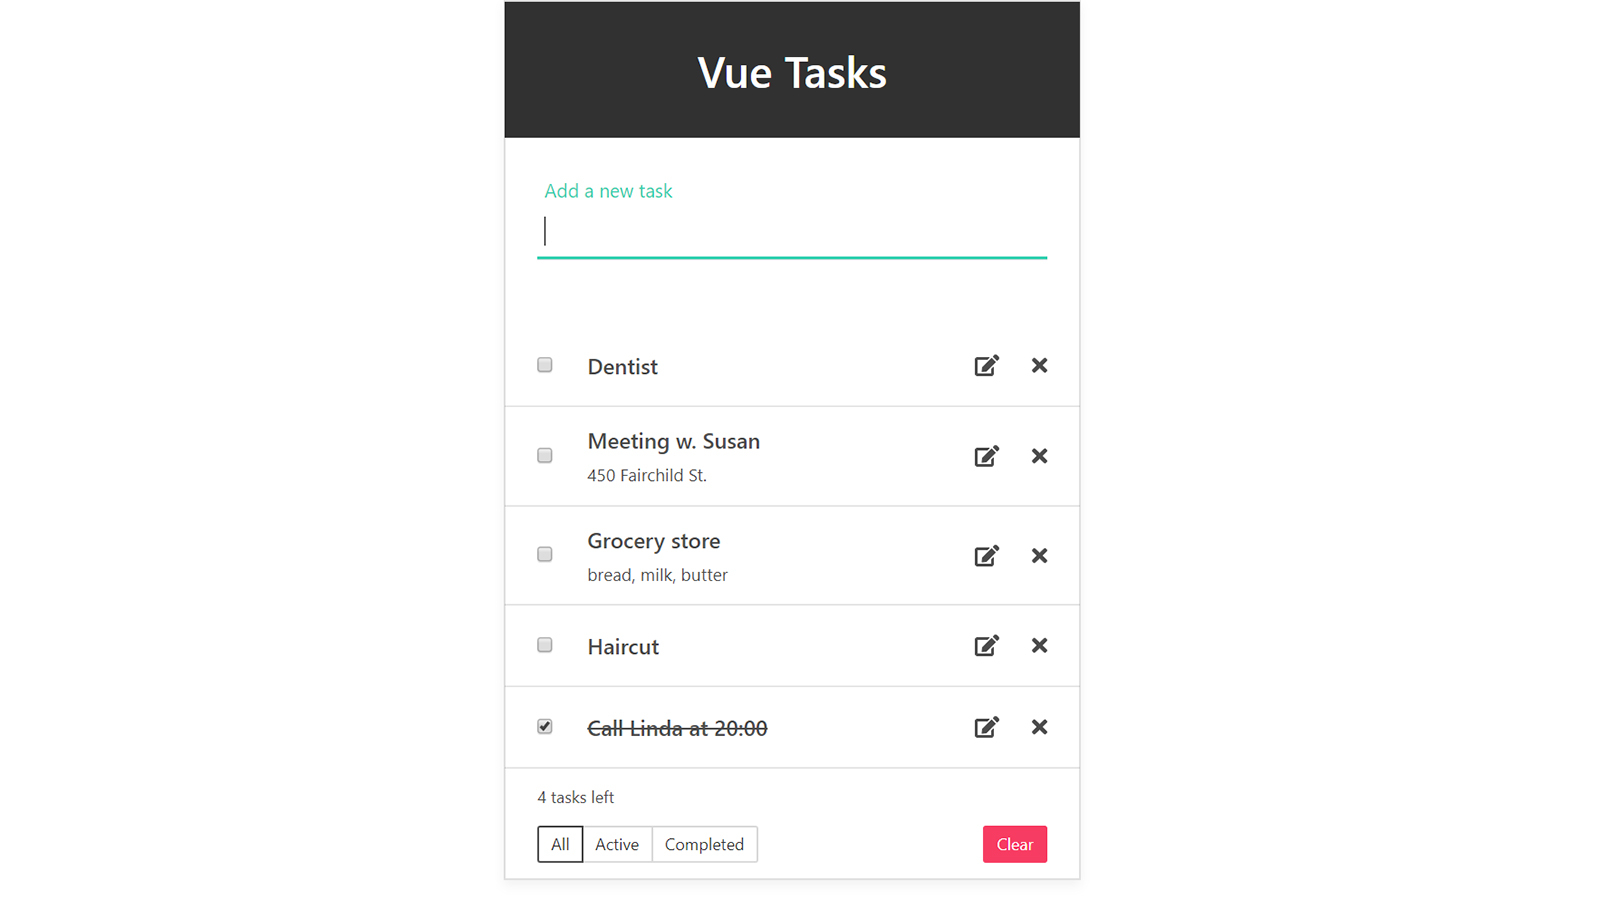 Vue Tasks
Add a new task
Dentist
Meeting w. Susan
450 Fairchild St.
Grocery store
bread, milk, butter
Haircut
Call Linda at 20:00
4 tasks left
All Active Completed Clear